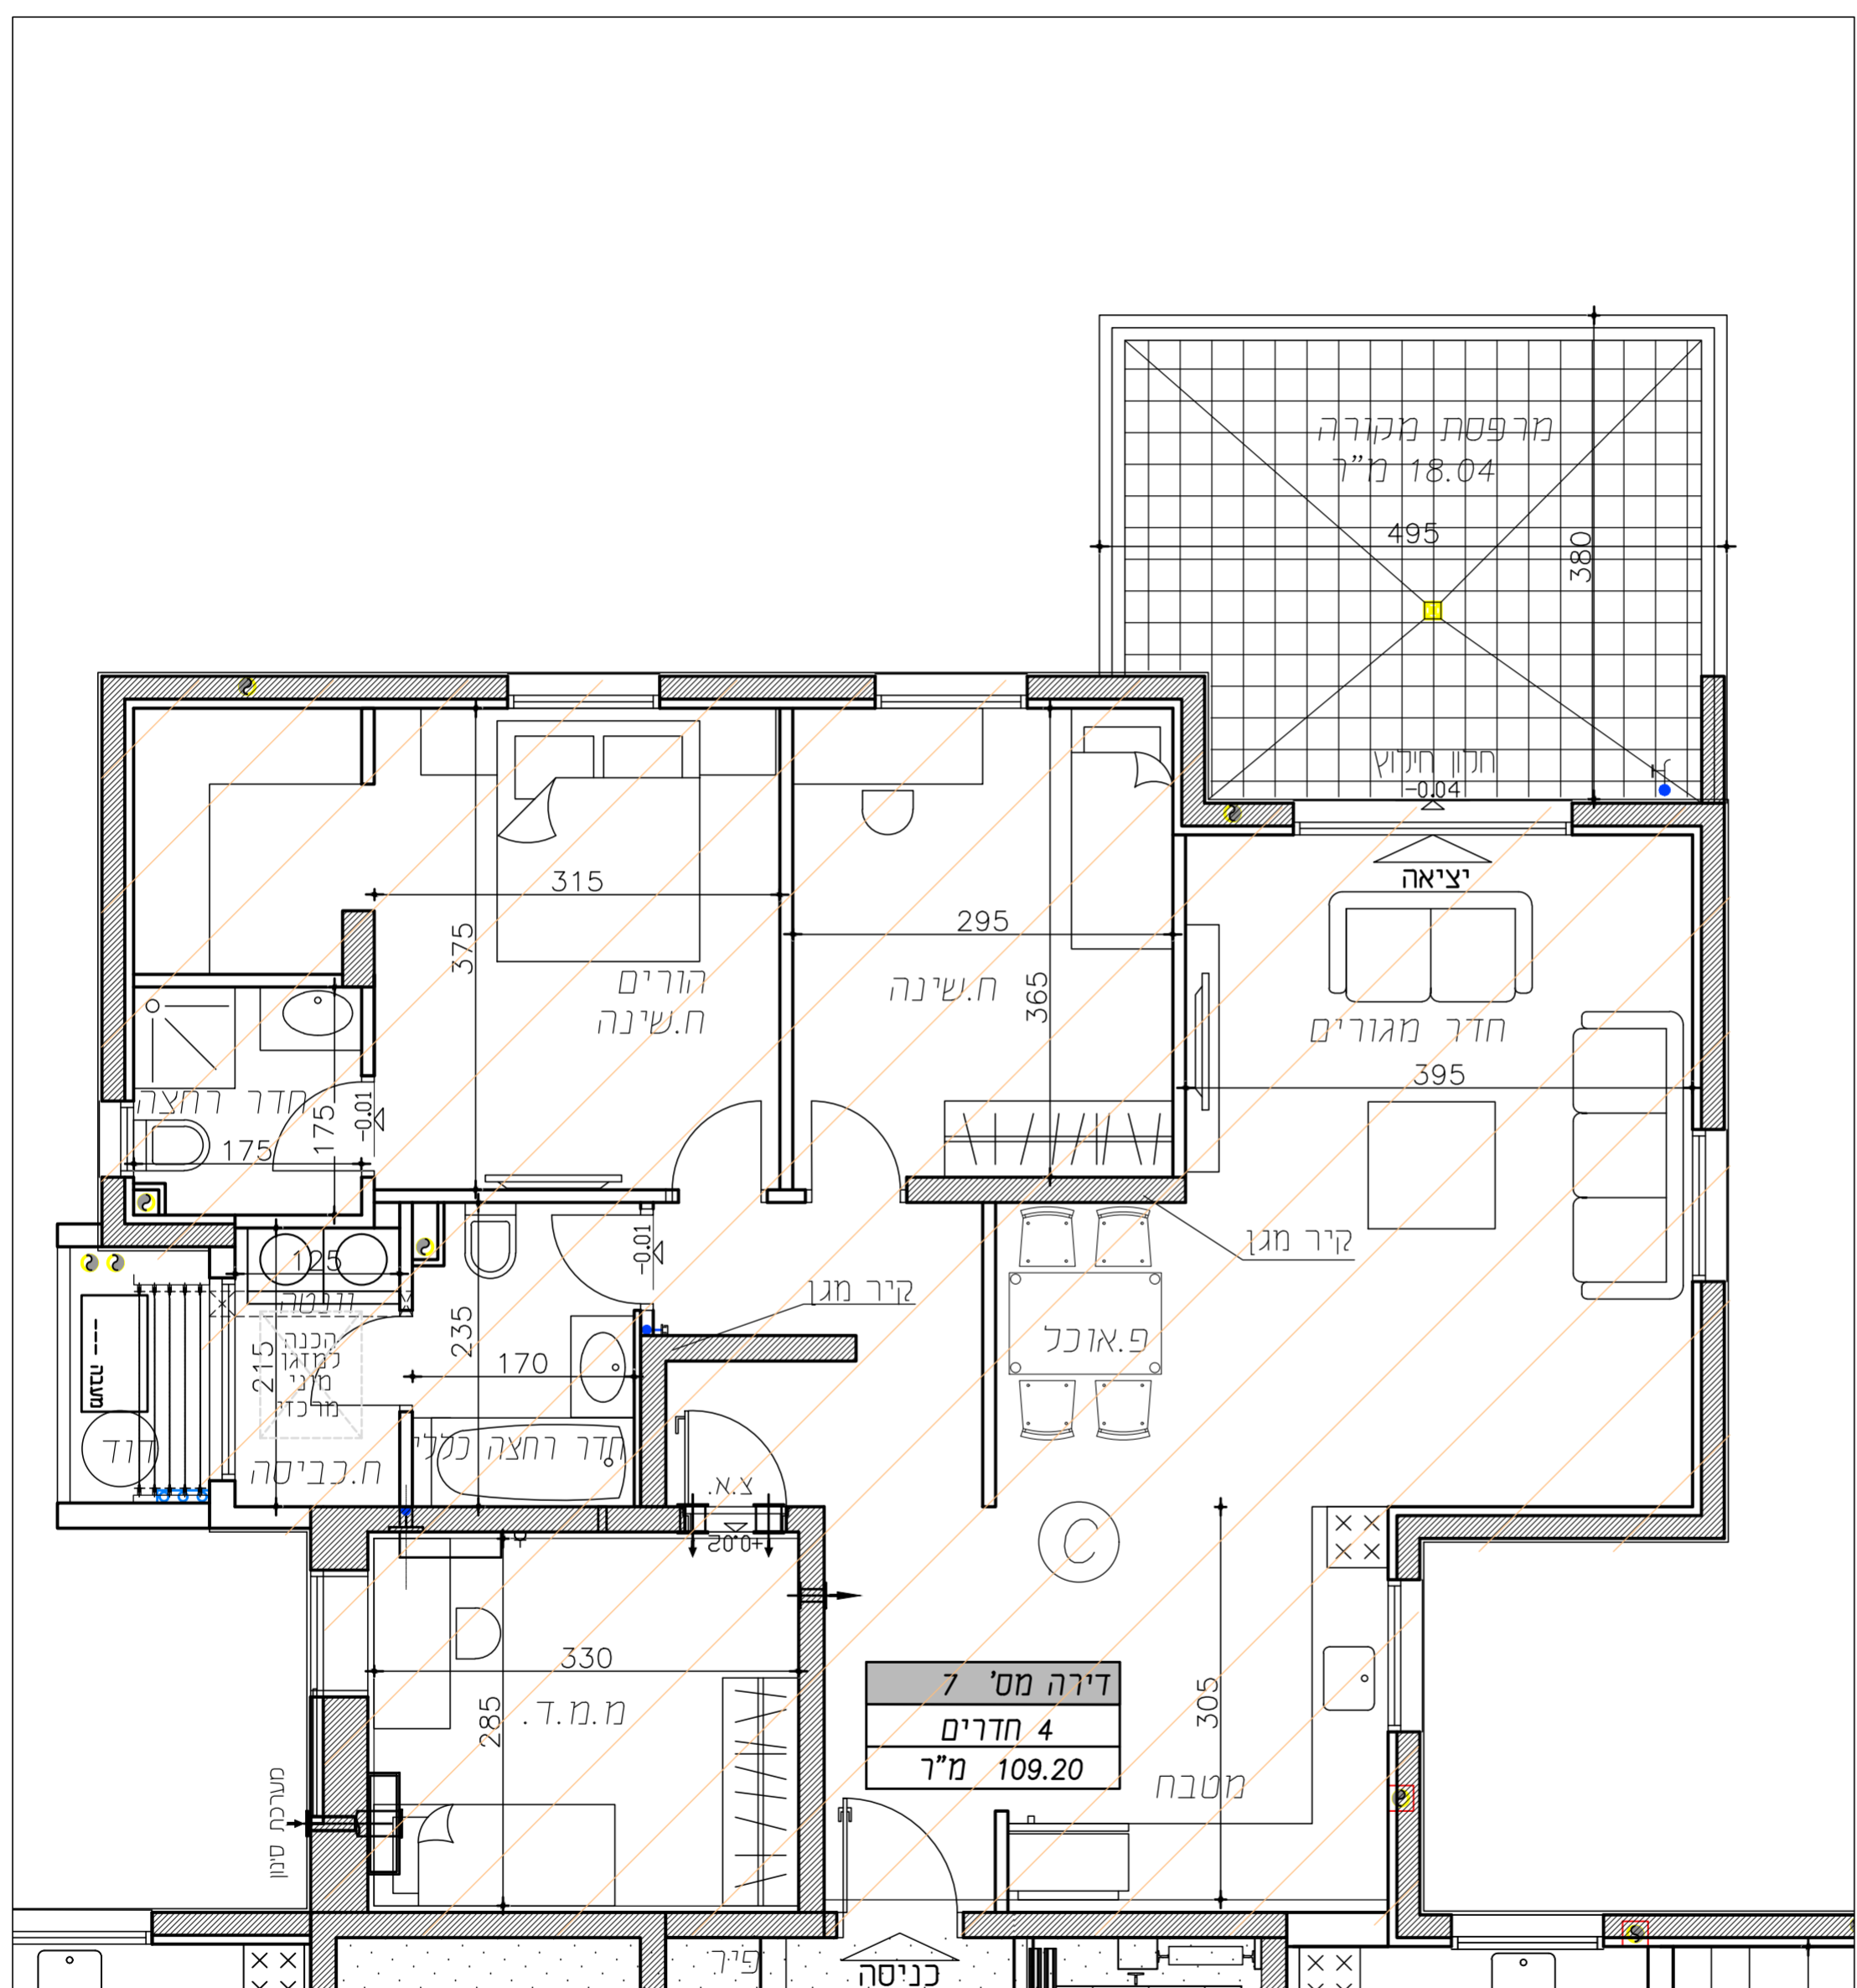 מרפסת מקורה
18.04 מ"ר
495
380
חלון חילוץ
-0.04
יציאה
315
375
הורים
ח.שינה
295
365
ח.שינה
חדר מגורים
395
חדר רחצה
175
175
-0.01
קיר מגן
קיר מגן
-0.01
125
הכנה
למזגן
מיני
מרכזי
215
ח.כביסה
מעבה
דוד
235
170
חדר רחצה כללי
פ.אוכל
צ.א.
+0.05
C
330
285
מ.מ.ד.
דירה מס' 7
4 חדרים
109.20 מ"ר
305
מטבח
מערכת סינון
פיר
כניסה